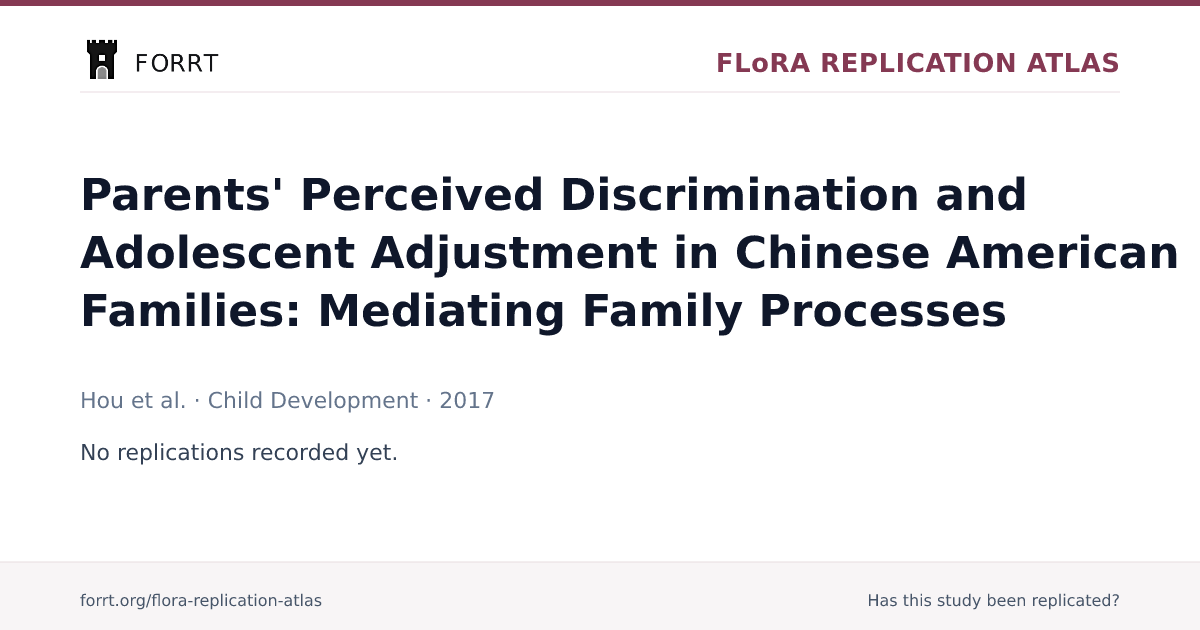 FORRT
FLoRA REPLICATION ATLAS
Parents' Perceived Discrimination and
Adolescent Adjustment in Chinese American
Families: Mediating Family Processes
Hou et al. · Child Development · 2017
No replications recorded yet.
forrt.org/flora-replication-atlas
Has this study been replicated?